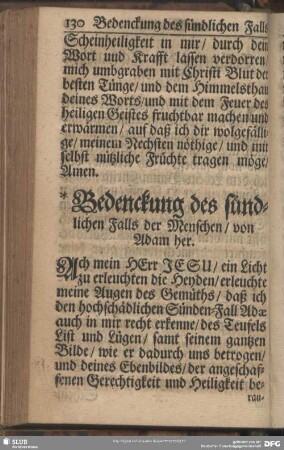 130 Bedenckung des sündlichen Falls
Scheinheiligkeit in mir/ durch dein
Wort und Krafft lassen verdorren/
mich umbgraben mit Christi Blut der
besten Tünge/ und dem Himmelsthau
deines Worts/ und mit dem Feuer des
heiligen Geistes fruchtbar machen und
erwärmen/ auf daß ich dir wolgefälli-
ge/ meinem Nechsten nöthige/ und mir
selbst nützliche Früchte tragen möge/
Amen.
* Bedenckung des sünd-
lichen Falls der Menschen/ von
Adam her.
Ach mein HErr JESU/ ein Licht
zu erleuchten die Heyden/ erleuchte
meine Augen des Gemüths/ daß ich
den hochschädlichen Sünden-Fall Adæ
auch in mir recht erkenne/ des Teufels
List und Lügen/ samt seinem gantzen
Bilde/ wie er dadurch uns betrogen/
und deines Ebenbildes/ der angeschaf-
fenen Gerechtigkeit und Heiligkeit be-
rau-
SLUB